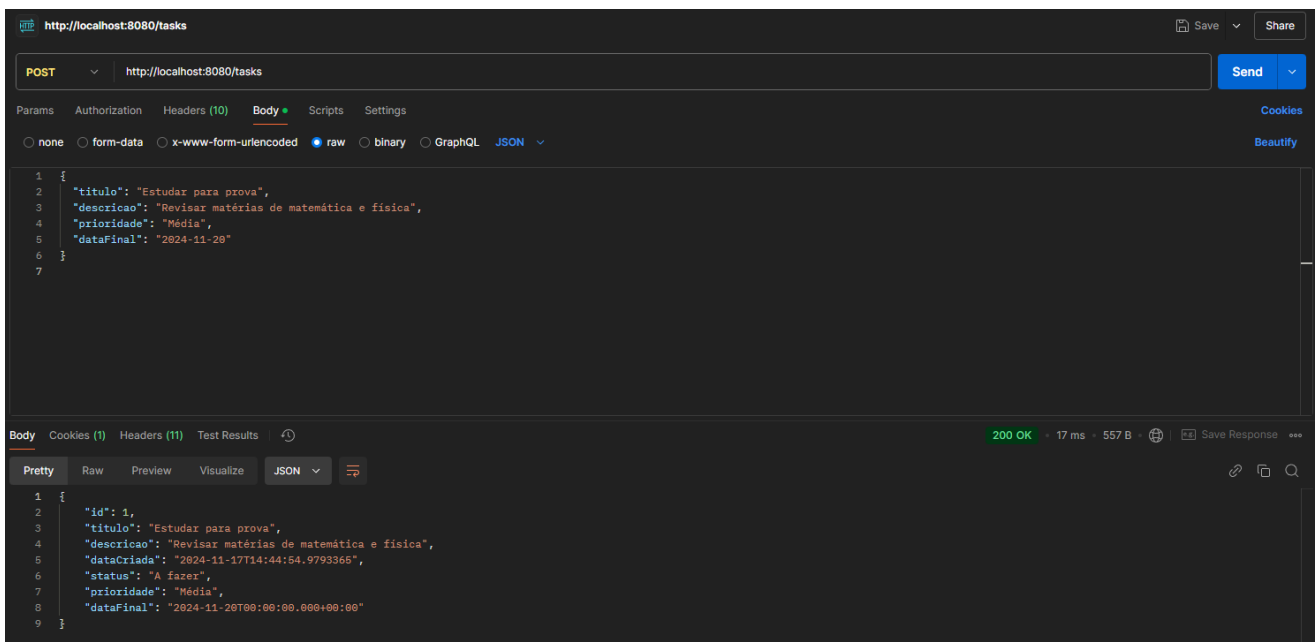 HTTP http://localhost:8080/tasks Save Share
POST http://localhost:8080/tasks Send
Params Authorization Headers (10) Body Scripts Settings Cookies
none form-data x-www-form-urlencoded raw binary GraphQL JSON Beautify
1 {
2 "titulo": "Estudar para prova",
3 "descricao": "Revisar matérias de matemática e física",
4 "prioridade": "Média",
5 "dataFinal": "2024-11-20"
6 }
7
Body Cookies (1) Headers (11) Test Results 200 OK 17 ms 557 B e.g. Save Response
Pretty Raw Preview Visualize JSON
1 {
2 "id": 1,
3 "titulo": "Estudar para prova",
4 "descricao": "Revisar matérias de matemática e física",
5 "dataCriada": "2024-11-17T14:44:54.9793365",
6 "status": "A fazer",
7 "prioridade": "Média",
8 "dataFinal": "2024-11-20T00:00:00.000+00:00"
9 }